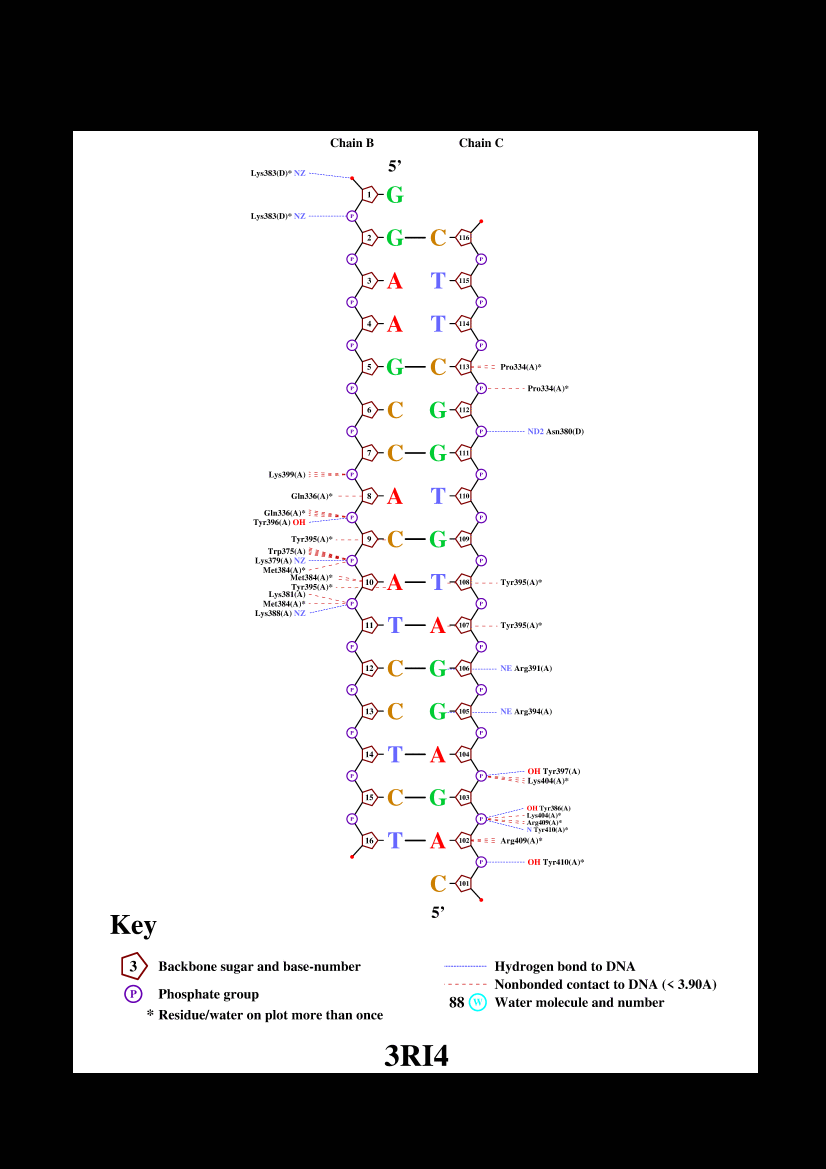 Chain B Chain C
5’
Lys383(D)* NZ
1 G
Lys383(D)* NZ P
2 G C 116
P P
3 A T 115
P P
4 A T 114
P P
5 G C 113 Pro334(A)*
P P Pro334(A)*
6 C G 112
P P ND2 Asn380(D)
7 C G 111
Lys399(A) P P
Gln336(A)* 8 A T 110
Gln336(A)*
P P
Tyr396(A) OH
Tyr395(A)* 9 C G 109
Trp375(A)
Lys379(A) NZ P P
Met384(A)*
Met384(A)*
10 A T 108 Tyr395(A)*
Tyr395(A)*
Lys381(A)
Met384(A)* P P
Lys388(A) NZ
11 T A 107 Tyr395(A)*
P P
12 C G 106 NE Arg391(A)
P P
13 C G 105 NE Arg394(A)
P P
14 T A 104
OH Tyr397(A)
P P
Lys404(A)*
15 C G 103
OH Tyr386(A)
Lys404(A)*
P P
Arg409(A)*
N Tyr410(A)*
16 T A 102 Arg409(A)*
P OH Tyr410(A)*
C 101
5’
Key
3 Backbone sugar and base-number
Hydrogen bond to DNA
Nonbonded contact to DNA (< 3.90A)
P Phosphate group
88 W Water molecule and number
* Residue/water on plot more than once
3RI4